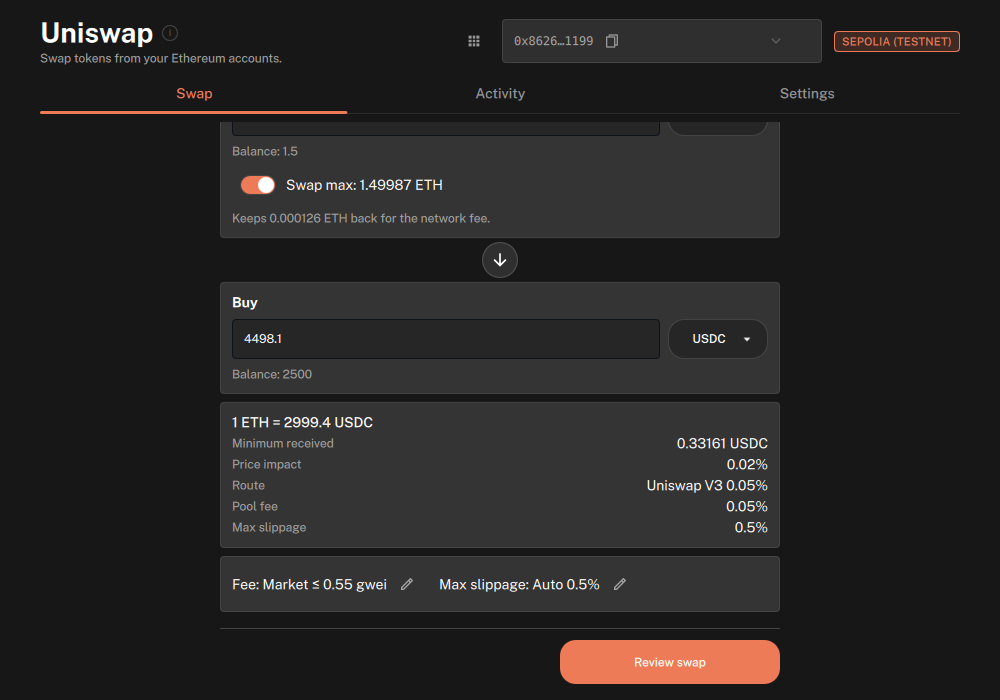 Uniswap
Swap tokens from your Ethereum accounts.
0x8626…1199
SEPOLIA (TESTNET)
Swap
Activity
Settings
Balance: 1.5
Swap max: 1.49987 ETH
Keeps 0.000126 ETH back for the network fee.
Buy
4498.1
USDC
Balance: 2500
1 ETH = 2999.4 USDC
Minimum received 0.33161 USDC
Price impact 0.02%
Route Uniswap V3 0.05%
Pool fee 0.05%
Max slippage 0.5%
Fee: Market ≤ 0.55 gwei
Max slippage: Auto 0.5%
Review swap